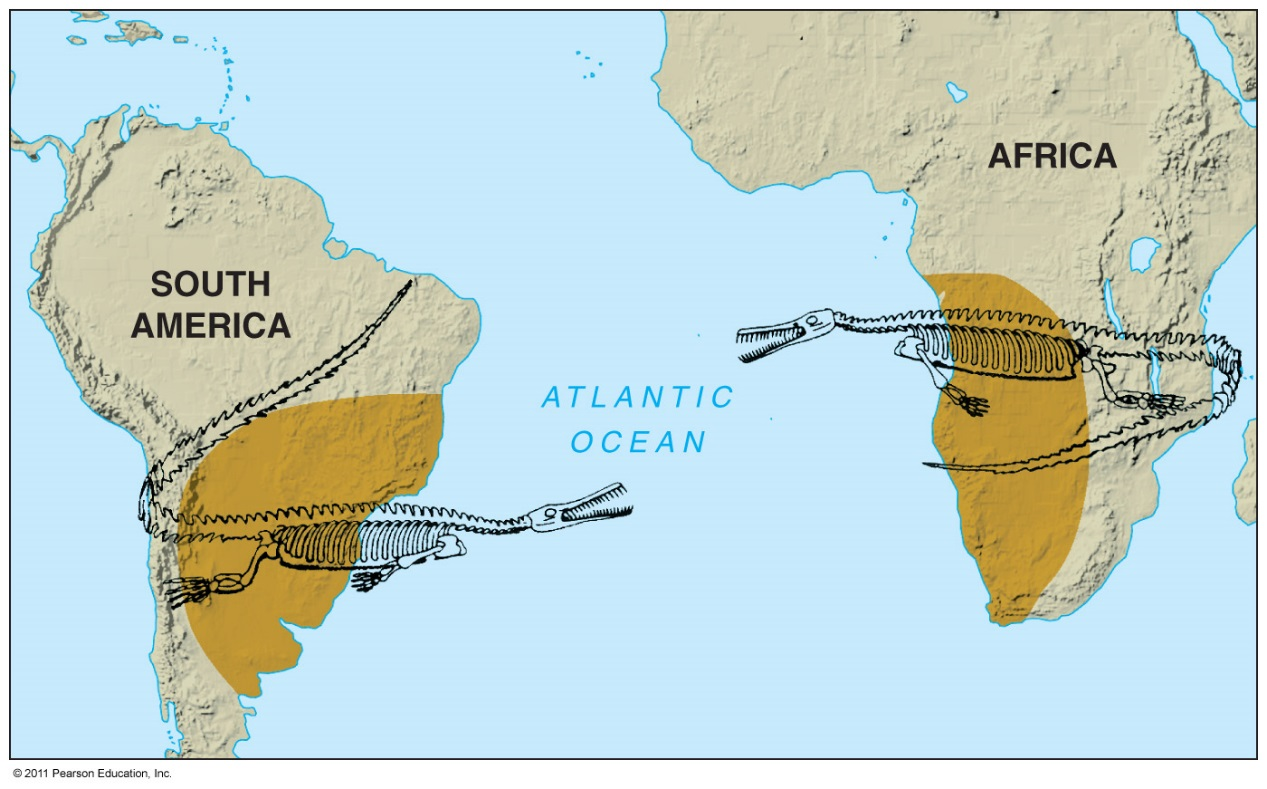 AFRICA
SOUTH
AMERICA
ATLANTIC
OCEAN
© 2011 Pearson Education, Inc.